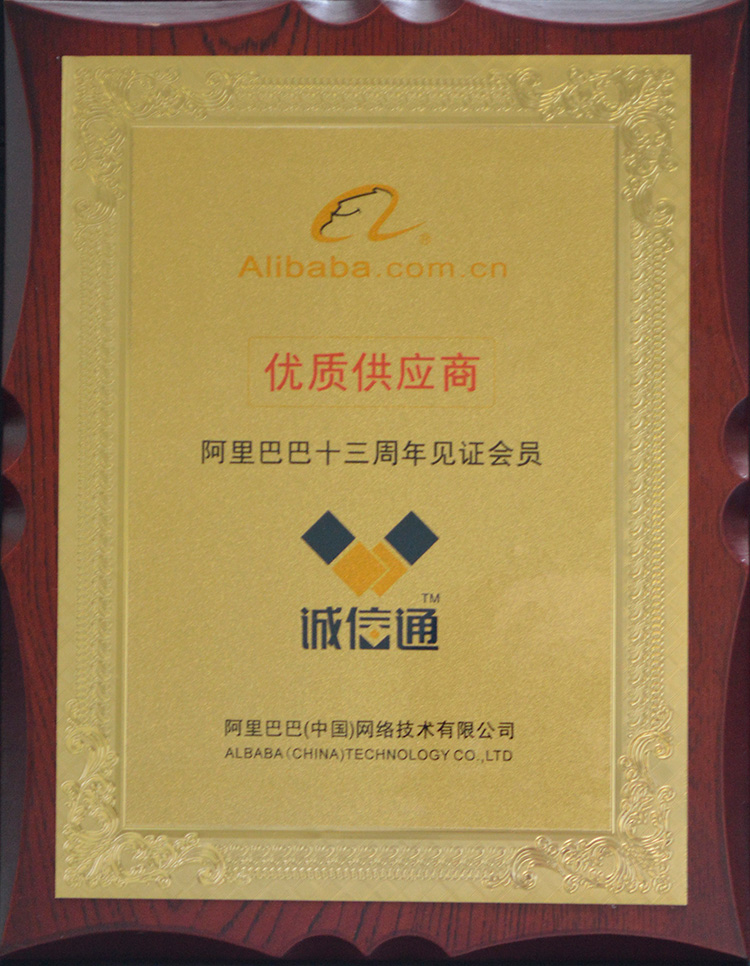 Alibaba.com.cn
优质供应商
阿里巴巴十三周年见证会员
诚信通™
阿里巴巴(中国)网络技术有限公司
ALBABA(CHINA)TECHNOLOGY CO.,LTD